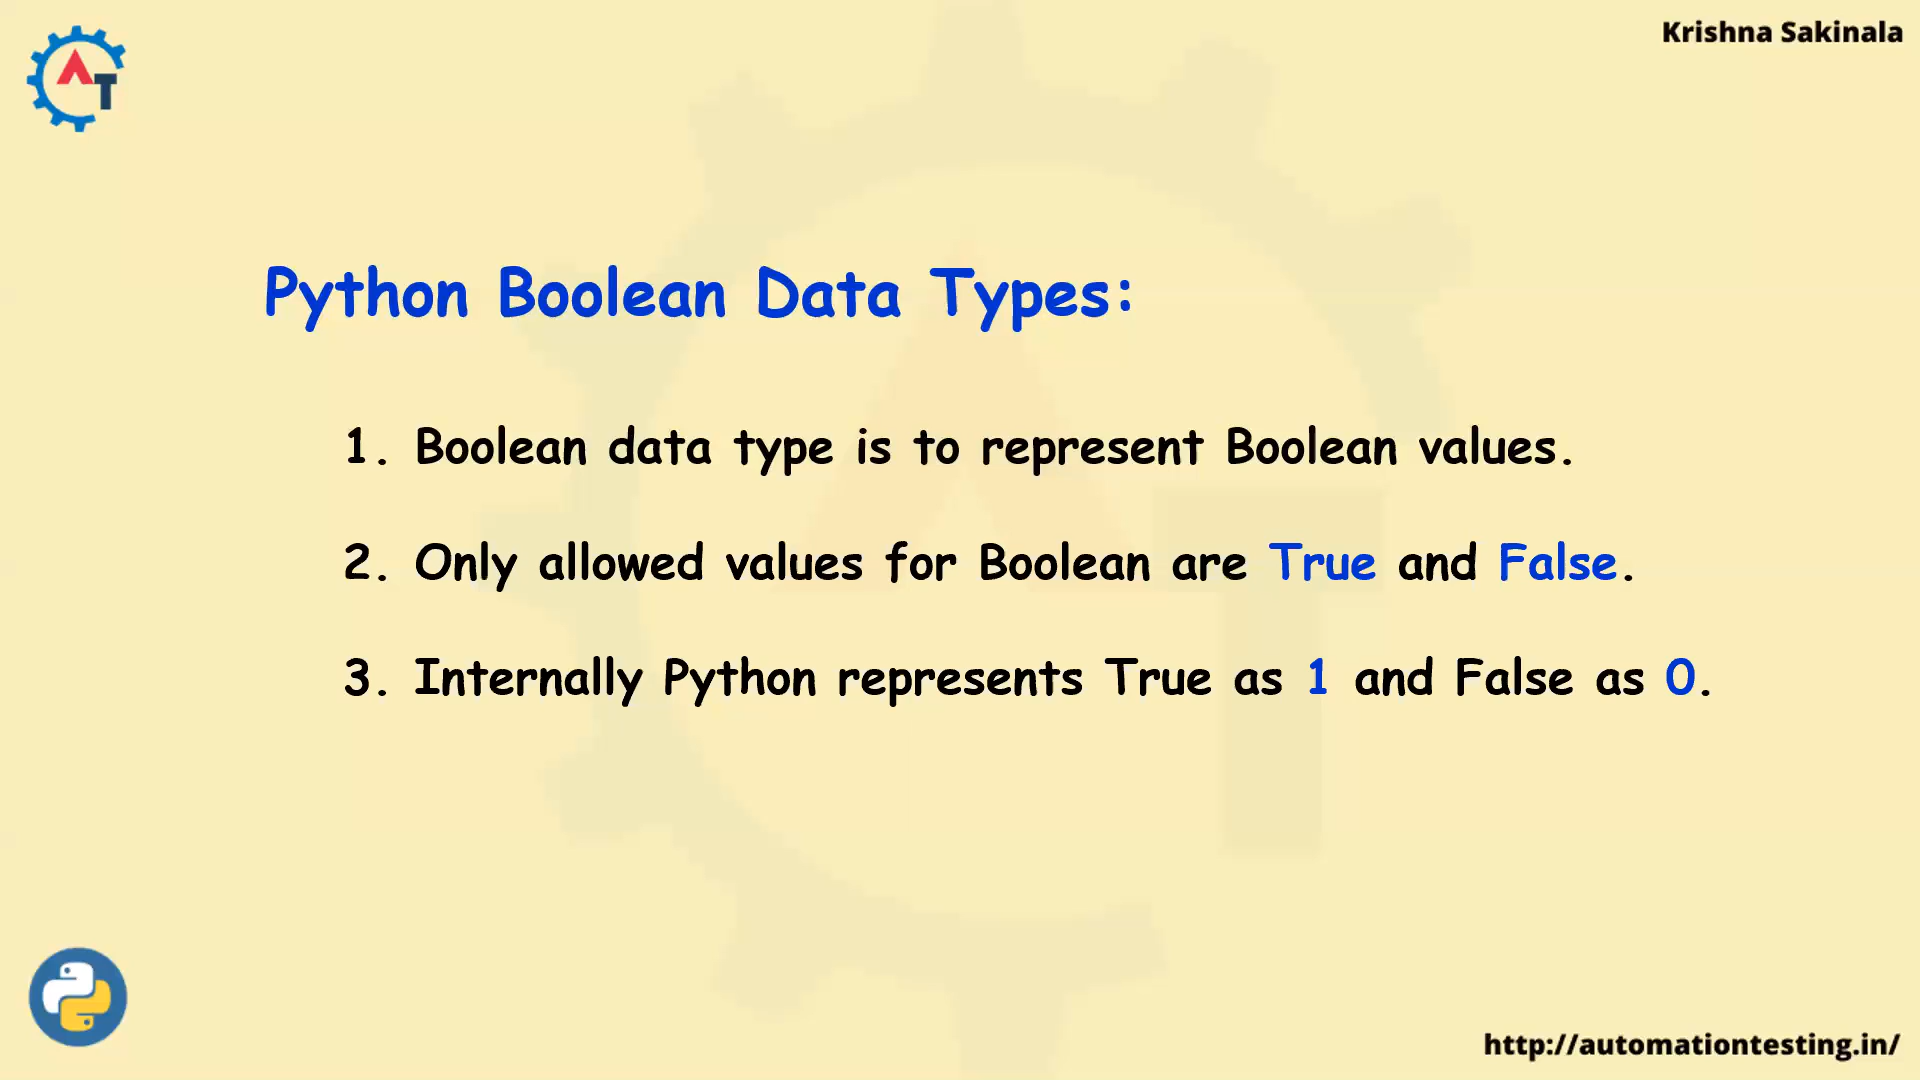 Krishna Sakinala
AT
Python Boolean Data Types:
1. Boolean data type is to represent Boolean values.
2. Only allowed values for Boolean are True and False.
3. Internally Python represents True as 1 and False as 0.
http://automationtesting.in/